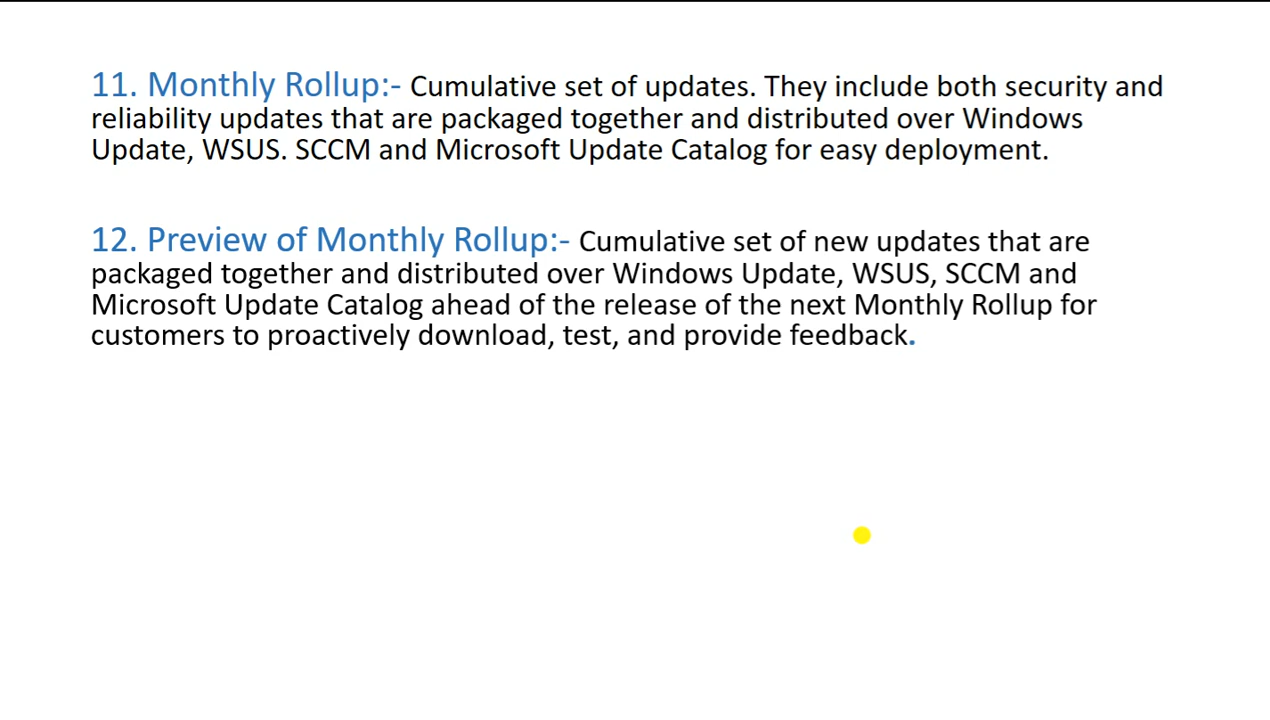 11. Monthly Rollup:- Cumulative set of updates. They include both security and
reliability updates that are packaged together and distributed over Windows
Update, WSUS. SCCM and Microsoft Update Catalog for easy deployment.
12. Preview of Monthly Rollup:- Cumulative set of new updates that are
packaged together and distributed over Windows Update, WSUS, SCCM and
Microsoft Update Catalog ahead of the release of the next Monthly Rollup for
customers to proactively download, test, and provide feedback.